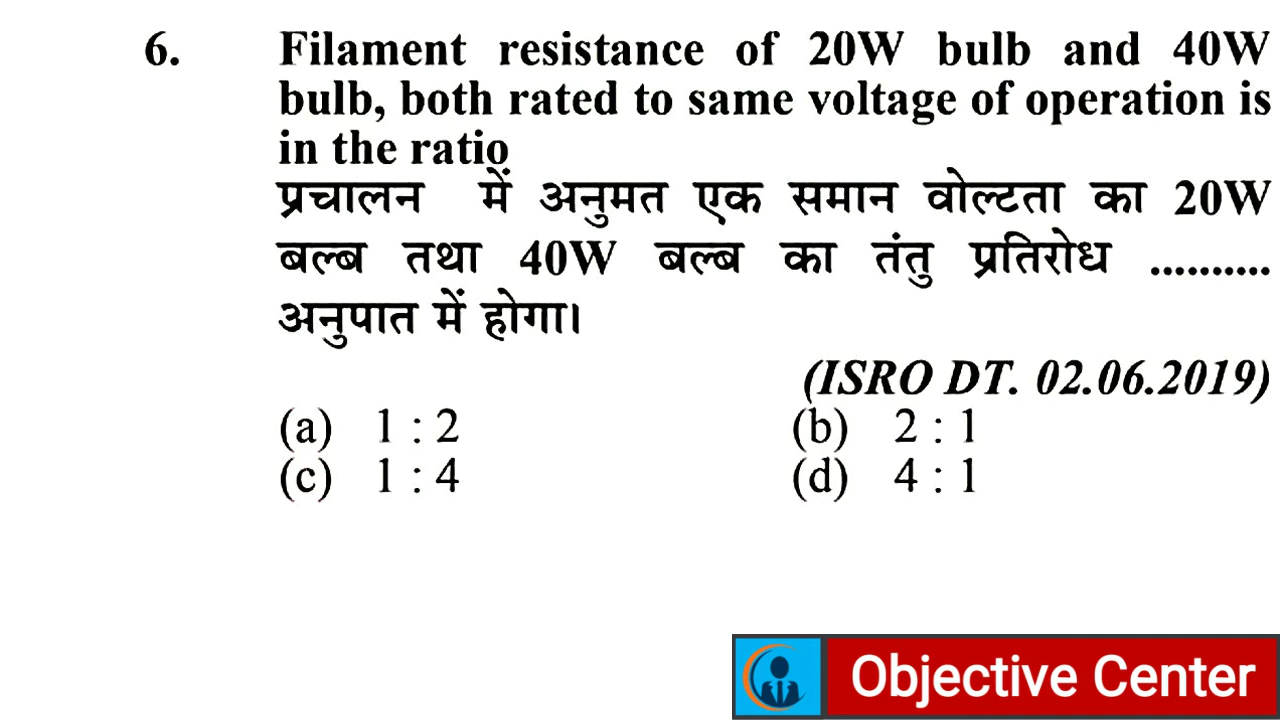 6. Filament resistance of 20W bulb and 40W
bulb, both rated to same voltage of operation is
in the ratio
प्रचालन में अनुमत एक समान वोल्टता का 20W
बल्ब तथा 40W बल्ब का तंतु प्रतिरोध ..........
अनुपात में होगा।
(ISRO DT. 02.06.2019)
(a) 1 : 2 (b) 2 : 1
(c) 1 : 4 (d) 4 : 1
Objective Center